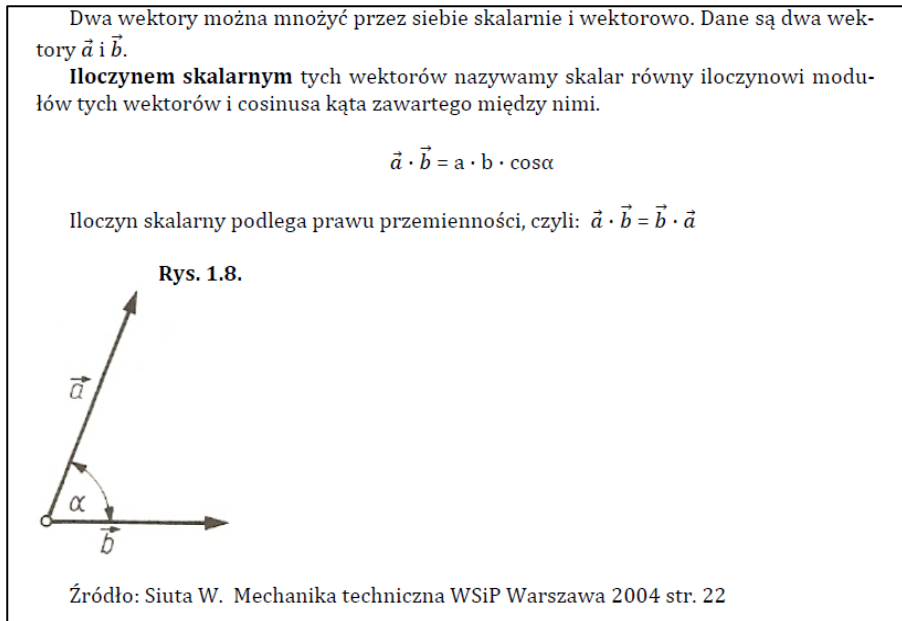 Dwa wektory można mnożyć przez siebie skalarnie i wektorowo. Dane są dwa wek-
tory a⃗ i b⃗.
Iloczynem skalarnym tych wektorów nazywamy skalar równy iloczynowi modu-
łów tych wektorów i cosinusa kąta zawartego między nimi.
a⃗ · b⃗ = a · b · cosα
Iloczyn skalarny podlega prawu przemienności, czyli: a⃗ · b⃗ = b⃗ · a⃗
Rys. 1.8.
a⃗
α
b⃗
Źródło: Siuta W. Mechanika techniczna WSiP Warszawa 2004 str. 22